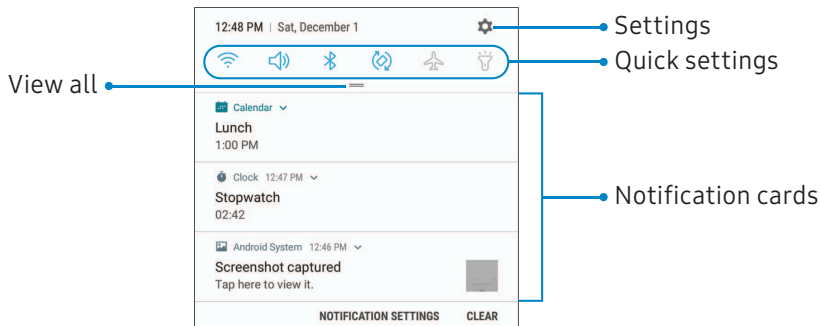 12:48 PM | Sat, December 1
Settings
Quick settings
View all
Calendar
Lunch
1:00 PM
Clock 12:47 PM
Stopwatch
02:42
Notification cards
Android System 12:46 PM
Screenshot captured
Tap here to view it.
NOTIFICATION SETTINGS CLEAR